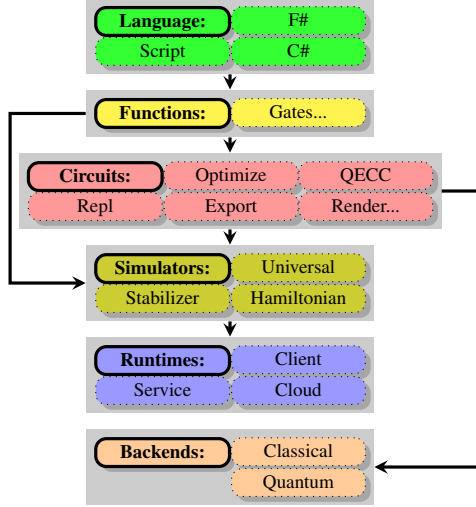 Language: F#
Script C#
Functions: Gates...
Circuits: Optimize QECC
Repl Export Render...
Simulators: Universal
Stabilizer Hamiltonian
Runtimes: Client
Service Cloud
Backends: Classical
Quantum